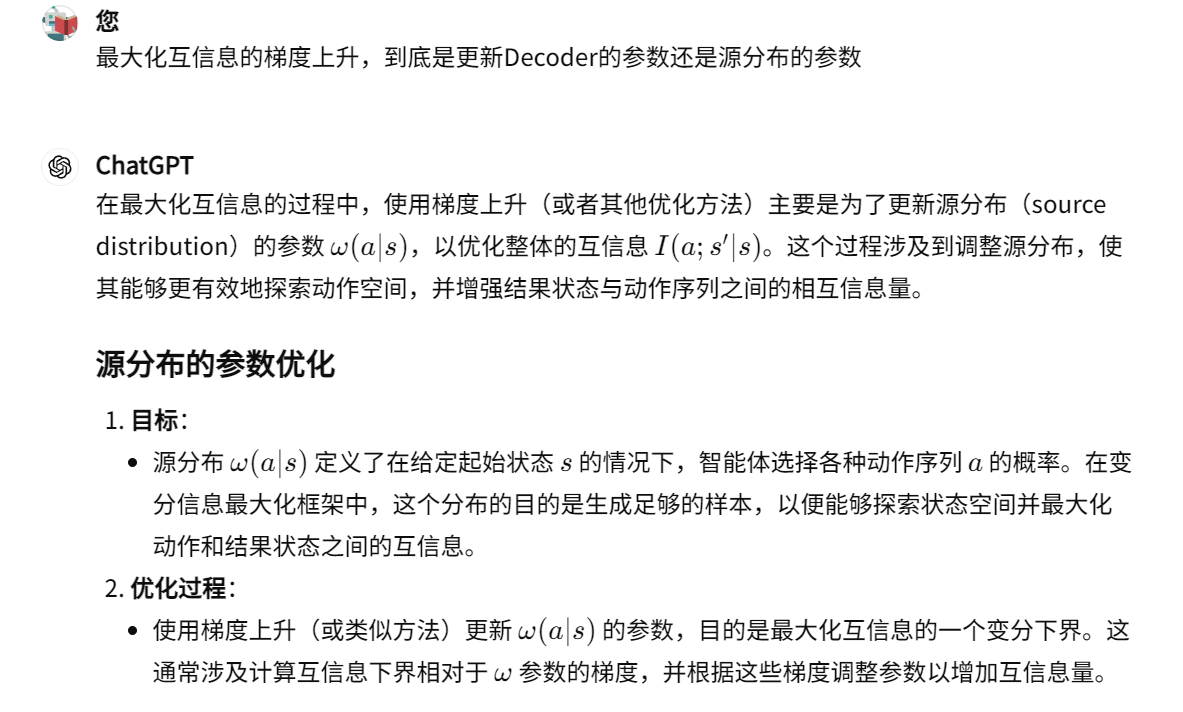 您
最大化互信息的梯度上升，到底是更新Decoder的参数还是源分布的参数
ChatGPT
在最大化互信息的过程中，使用梯度上升（或者其他优化方法）主要是为了更新源分布（source
distribution）的参数 ω(a|s)，以优化整体的互信息 I(a; s′|s)。这个过程涉及到调整源分布，使
其能够更有效地探索动作空间，并增强结果状态与动作序列之间的相互信息量。
源分布的参数优化
1. 目标：
• 源分布 ω(a|s) 定义了在给定起始状态 s 的情况下，智能体选择各种动作序列 a 的概率。在变
分信息最大化框架中，这个分布的目的是生成足够的样本，以便能够探索状态空间并最大化
动作和结果状态之间的互信息。
2. 优化过程：
• 使用梯度上升（或类似方法）更新 ω(a|s) 的参数，目的是最大化互信息的一个变分下界。这
通常涉及计算互信息下界相对于 ω 参数的梯度，并根据这些梯度调整参数以增加互信息量。